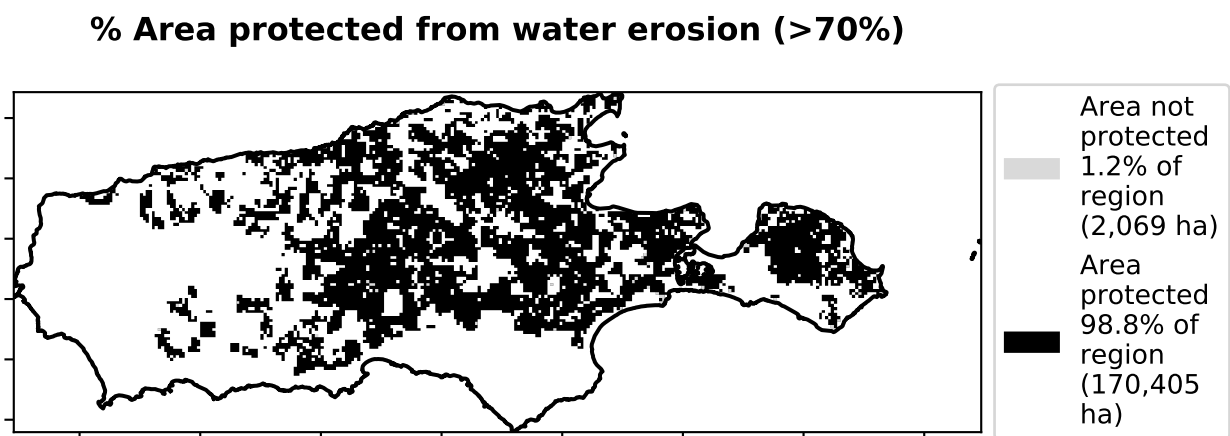 % Area protected from water erosion (>70%)
Area not
protected
1.2% of
region
(2,069 ha)
Area
protected
98.8% of
region
(170,405
ha)